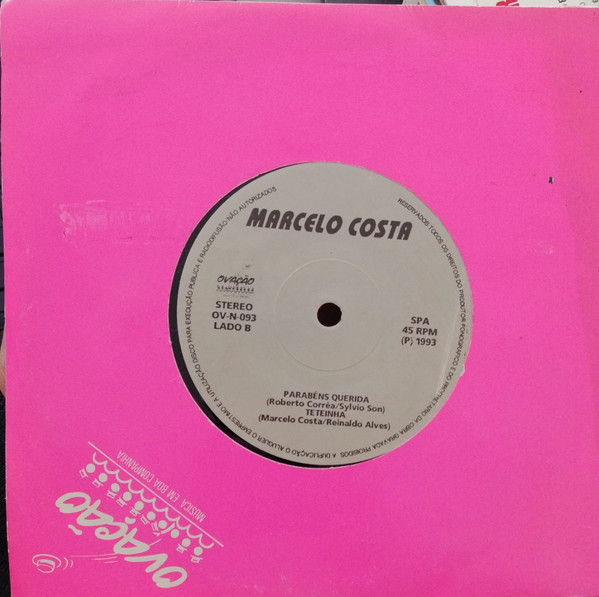 MARCELO COSTA
OVAÇÃO
STEREO
OV-N-093
LADO B
SPA
45 RPM
(P) 1993
PARABÉNS QUERIDA
(Roberto Corrêa/Sylvio Son)
TETEINHA
(Marcelo Costa/Reinaldo Alves)
RESERVADOS TODOS OS DIREITOS DO PRODUTOR FONOGRÁFICO E DO PROPRIETÁRIO DA OBRA GRAVADA. PROIBIDOS: A DUPLICAÇÃO O ALUGUER O EMPRÉSTIMO E A UTILIZAÇÃO DISCO PARA EXECUÇÃO PUBLICA E RADIODIFUSÃO NÃO AUTORIZADOS
OVAÇÃO
MÚSICA EM BOA COMPANHIA